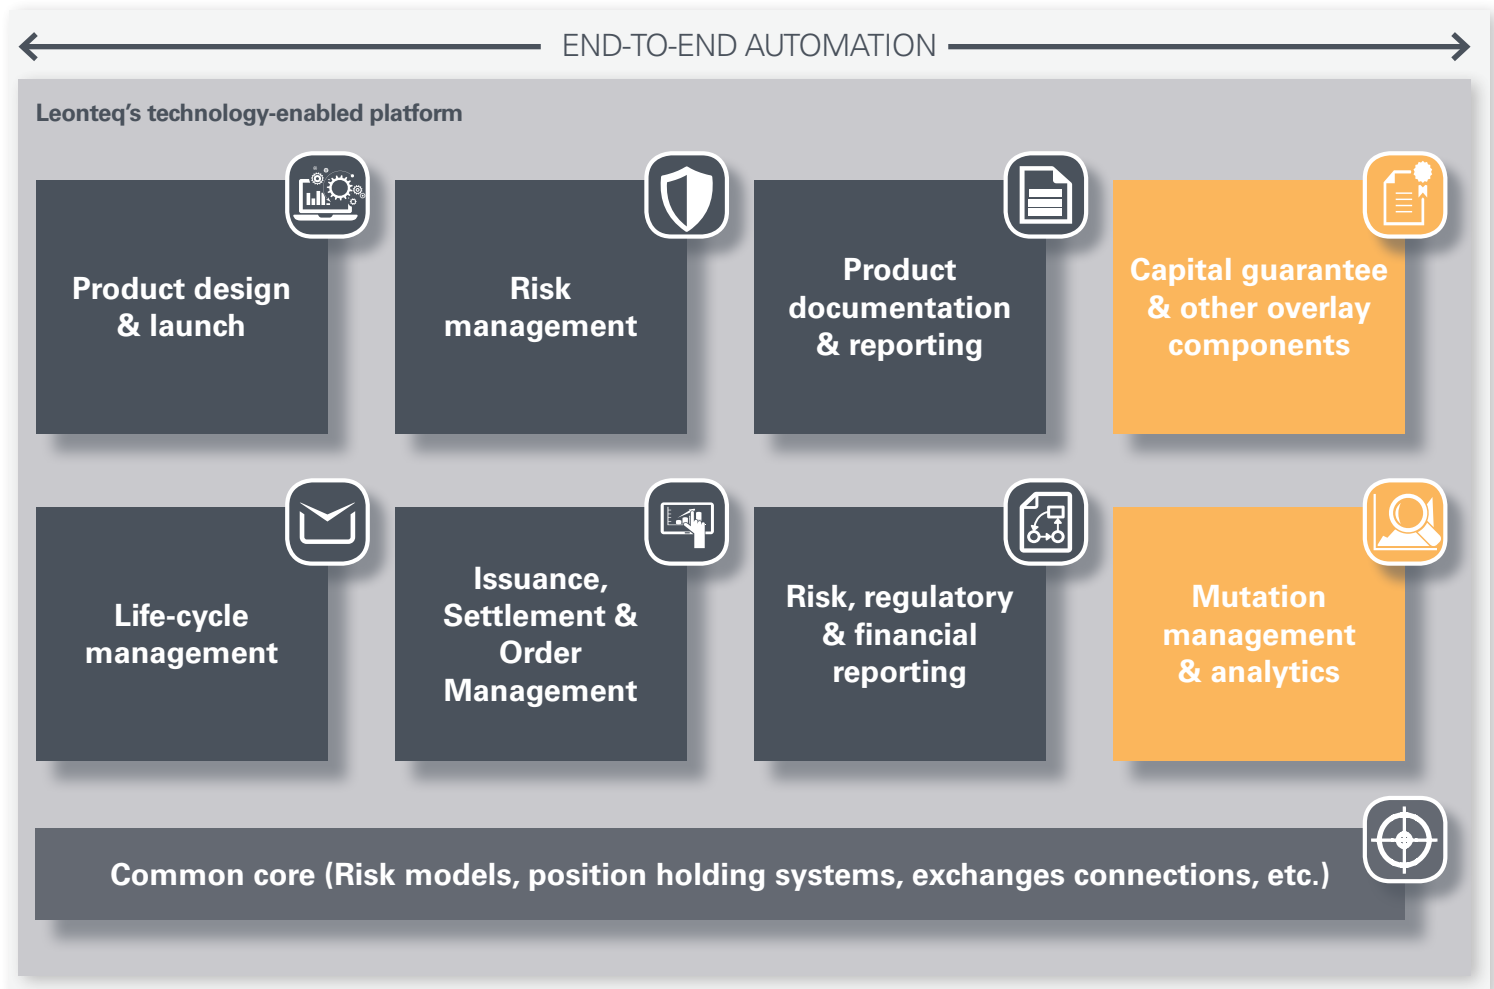 END-TO-END AUTOMATION
Leonteq’s technology-enabled platform
Product design
& launch
Risk
management
Product
documentation
& reporting
Capital guarantee
& other overlay
components
Life-cycle
management
Issuance,
Settlement &
Order
Management
Risk, regulatory
& financial
reporting
Mutation
management
& analytics
Common core (Risk models, position holding systems, exchanges connections, etc.)